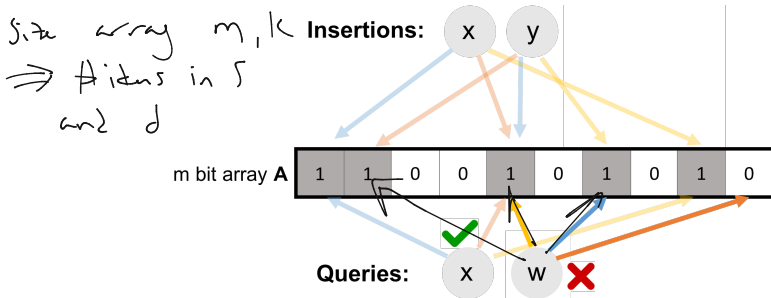 size array m, k
Insertions: x y
⇒ #items in S
and d
m bit array A 1 1 0 0 1 0 1 0 1 0
Queries: x w